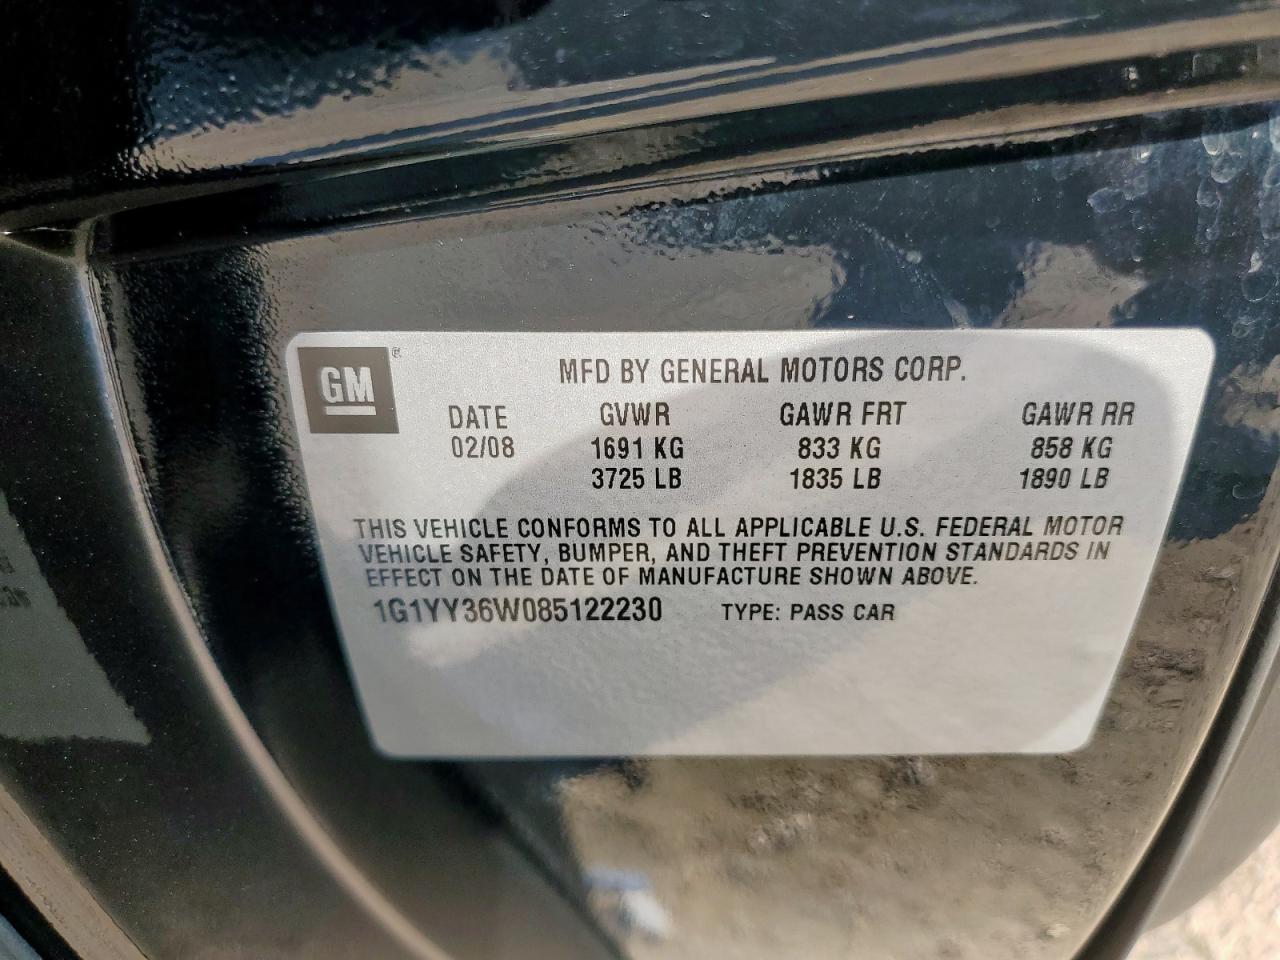 GM®
MFD BY GENERAL MOTORS CORP.
DATE GVWR GAWR FRT GAWR RR
02/08 1691 KG 833 KG 858 KG
3725 LB 1835 LB 1890 LB
THIS VEHICLE CONFORMS TO ALL APPLICABLE U.S. FEDERAL MOTOR
VEHICLE SAFETY, BUMPER, AND THEFT PREVENTION STANDARDS IN
EFFECT ON THE DATE OF MANUFACTURE SHOWN ABOVE.
1G1YY36W085122230 TYPE: PASS CAR